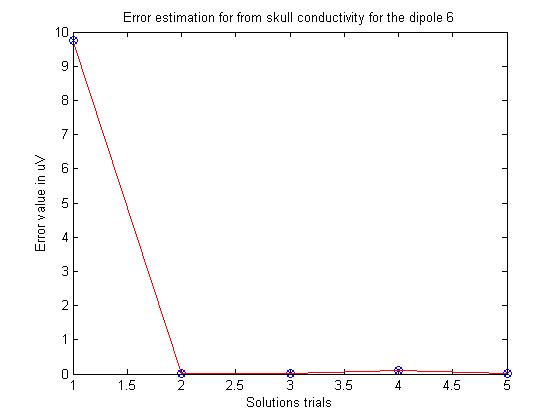 Error estimation for from skull conductivity for the dipole 6
10
9
8
7
6
5
4
3
2
1
0
Error value in uV
1 1.5 2 2.5 3 3.5 4 4.5 5
Solutions trials